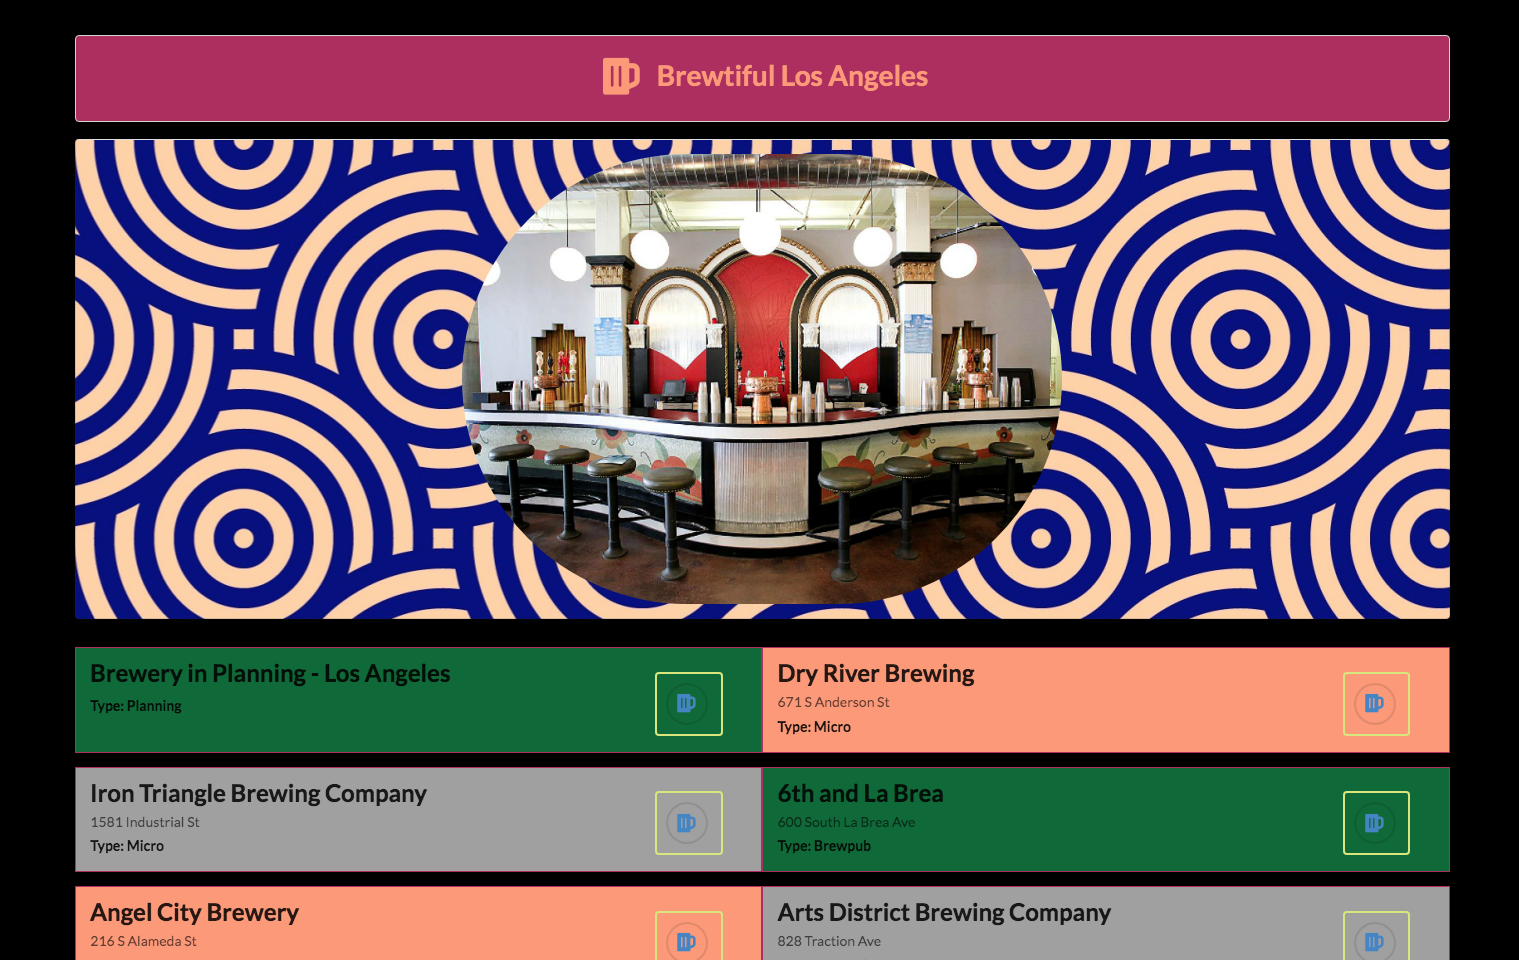 Brewtiful Los Angeles
Brewery in Planning - Los Angeles
Type: Planning
Dry River Brewing
671 S Anderson St
Type: Micro
Iron Triangle Brewing Company
1581 Industrial St
Type: Micro
6th and La Brea
600 South La Brea Ave
Type: Brewpub
Angel City Brewery
216 S Alameda St
Arts District Brewing Company
828 Traction Ave